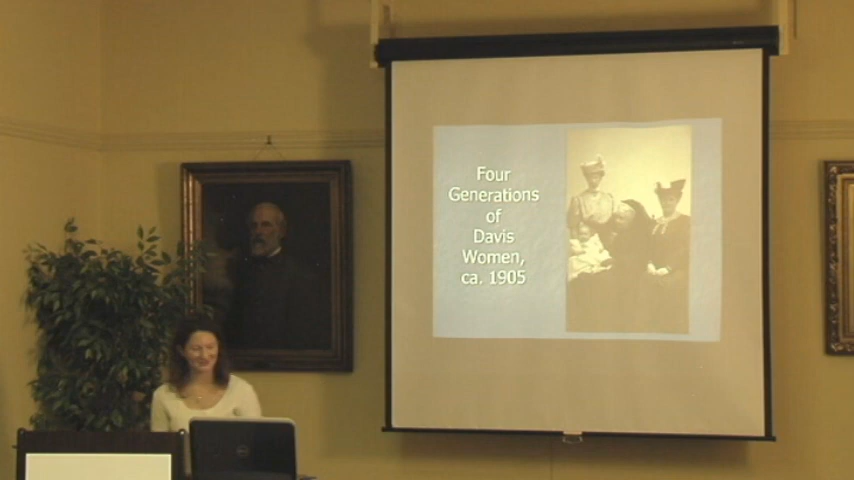 Four
Generations
of
Davis
Women,
ca. 1905